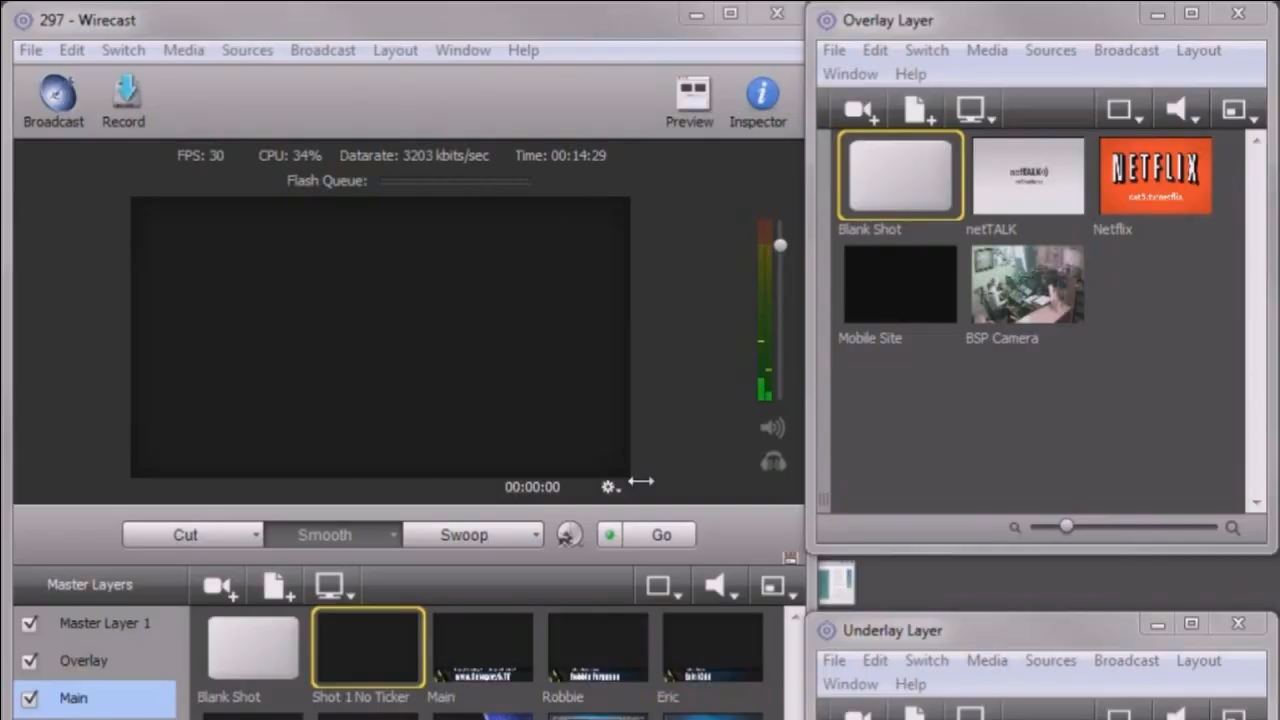 297 - Wirecast
File Edit Switch Media Sources Broadcast Layout Window Help
Broadcast Record Preview Inspector
FPS: 30 CPU: 34% Datarate: 3203 kbits/sec Time: 00:14:29
Flash Queue:
00:00:00
Cut Smooth Swoop Go
Master Layers
Master Layer 1
Overlay
Main
Blank Shot Shot 1 No Ticker Main Robbie Eric
Overlay Layer
File Edit Switch Media Sources Broadcast Layout
Window Help
netTALK
NETFLIX
cat5.tv/netflix
Blank Shot netTALK Netflix
Mobile Site BSP Camera
Underlay Layer
File Edit Switch Media Sources Broadcast Layout
Window Help